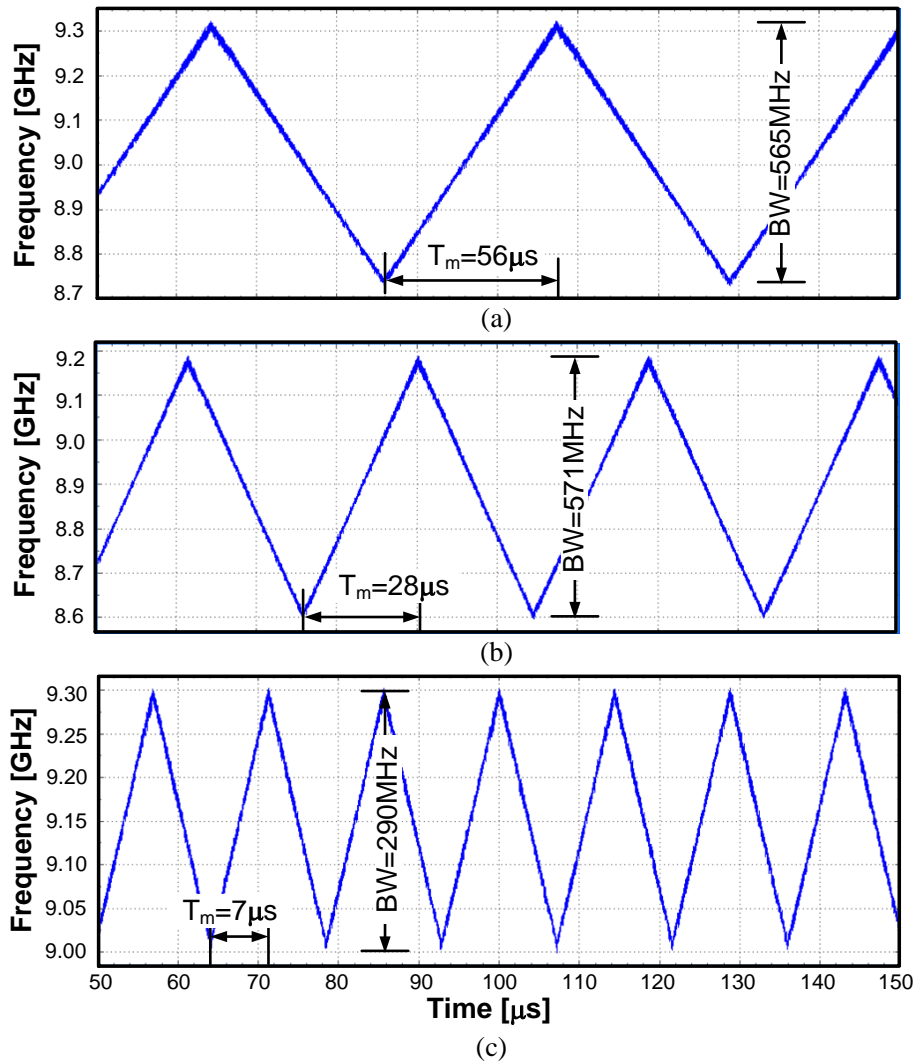 Frequency [GHz]
9.3
9.2
9.1
9.0
8.9
8.8
8.7
BW=565MHz
Tm=56μs
(a)
Frequency [GHz]
9.2
9.1
9.0
8.9
8.8
8.7
8.6
BW=571MHz
Tm=28μs
(b)
Frequency [GHz]
9.30
9.25
9.20
9.15
9.10
9.05
9.00
BW=290MHz
Tm=7μs
50 60 70 80 90 100 110 120 130 140 150
Time [μs]
(c)